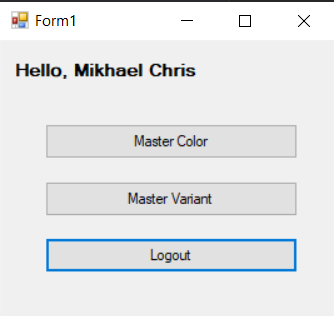 Form1
Hello, Mikhael Chris
Master Color
Master Variant
Logout